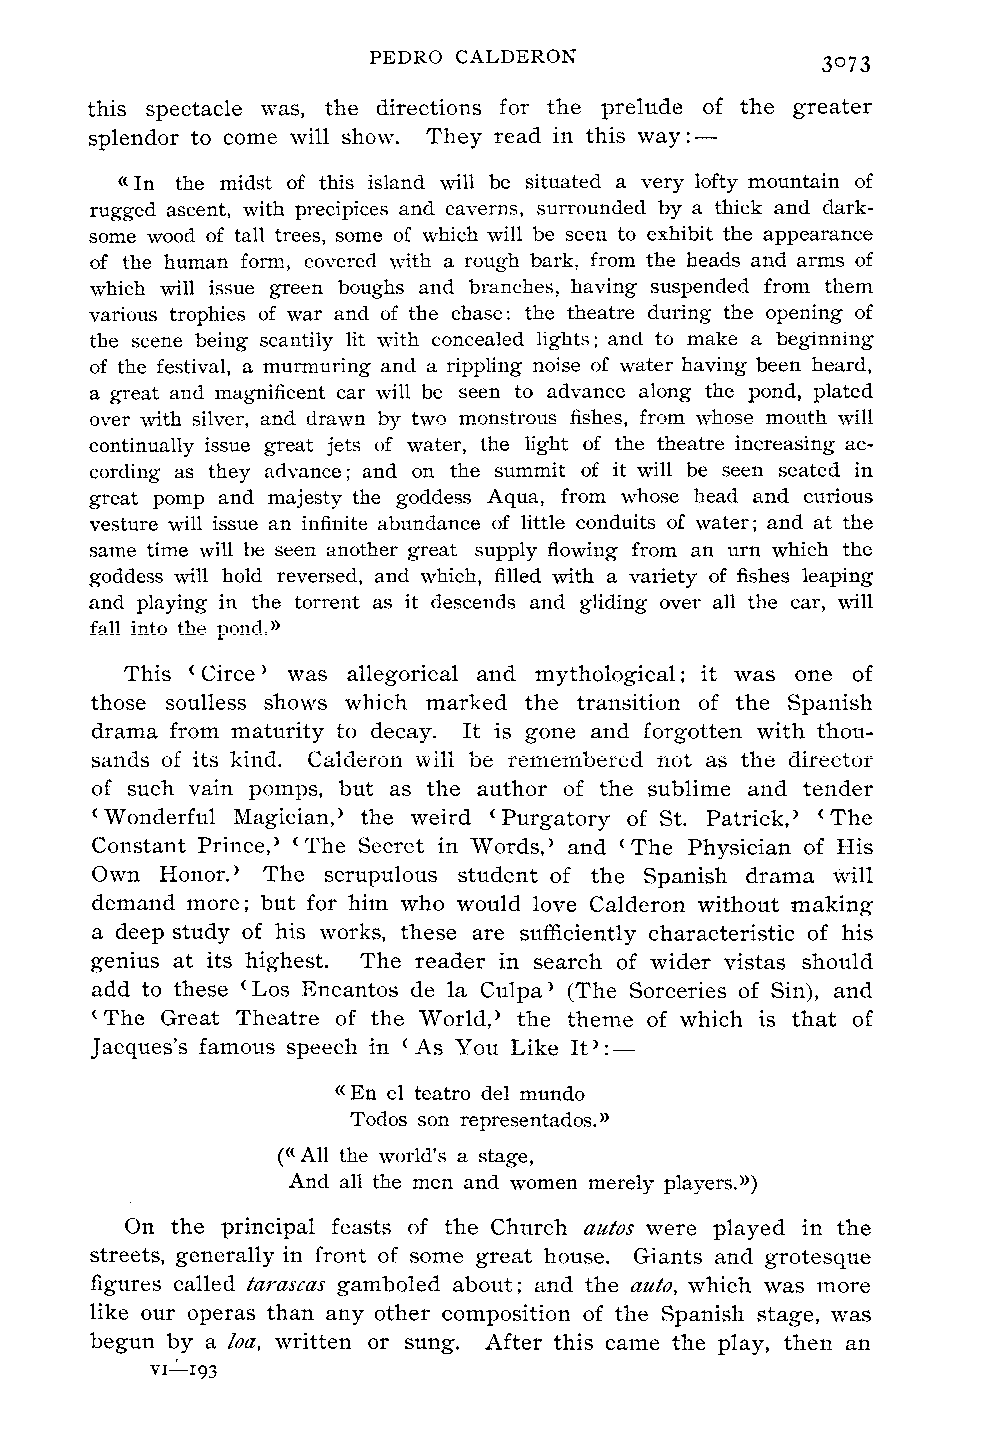 PEDRO CALDERON
3073
this spectacle was, the directions for the prelude of the greater
splendor to come will show. They read in this way:—
«In the midst of this island will be situated a very lofty mountain of
rugged ascent, with precipices and caverns, surrounded by a thick and dark-
some wood of tall trees, some of which will be seen to exhibit the appearance
of the human form, covered with a rough bark, from the heads and arms of
which will issue green boughs and branches, having suspended from them
various trophies of war and of the chase: the theatre during the opening of
the scene being scantily lit with concealed lights; and to make a beginning
of the festival, a murmuring and a rippling noise of water having been heard,
a great and magnificent car will be seen to advance along the pond, plated
over with silver, and drawn by two monstrous fishes, from whose mouth will
continually issue great jets of water, the light of the theatre increasing ac-
cording as they advance; and on the summit of it will be seen seated in
great pomp and majesty the goddess Aqua, from whose head and curious
vesture will issue an infinite abundance of little conduits of water; and at the
same time will be seen another great supply flowing from an urn which the
goddess will hold reversed, and which, filled with a variety of fishes leaping
and playing in the torrent as it descends and gliding over all the car, will
fall into the pond.»
This ‹Circe› was allegorical and mythological; it was one of
those soulless shows which marked the transition of the Spanish
drama from maturity to decay. It is gone and forgotten with thou-
sands of its kind. Calderon will be remembered not as the director
of such vain pomps, but as the author of the sublime and tender
‹Wonderful Magician,› the weird ‹Purgatory of St. Patrick,› ‹The
Constant Prince,› ‹The Secret in Words,› and ‹The Physician of His
Own Honor.› The scrupulous student of the Spanish drama will
demand more; but for him who would love Calderon without making
a deep study of his works, these are sufficiently characteristic of his
genius at its highest. The reader in search of wider vistas should
add to these ‹Los Encantos de la Culpa› (The Sorceries of Sin), and
‹The Great Theatre of the World,› the theme of which is that of
Jacques's famous speech in ‹As You Like It›:—
«En el teatro del mundo
Todos son representados.»
(«All the world's a stage,
And all the men and women merely players.»)
On the principal feasts of the Church autos were played in the
streets, generally in front of some great house. Giants and grotesque
figures called tarascas gamboled about; and the auto, which was more
like our operas than any other composition of the Spanish stage, was
begun by a loa, written or sung. After this came the play, then an
VI—193